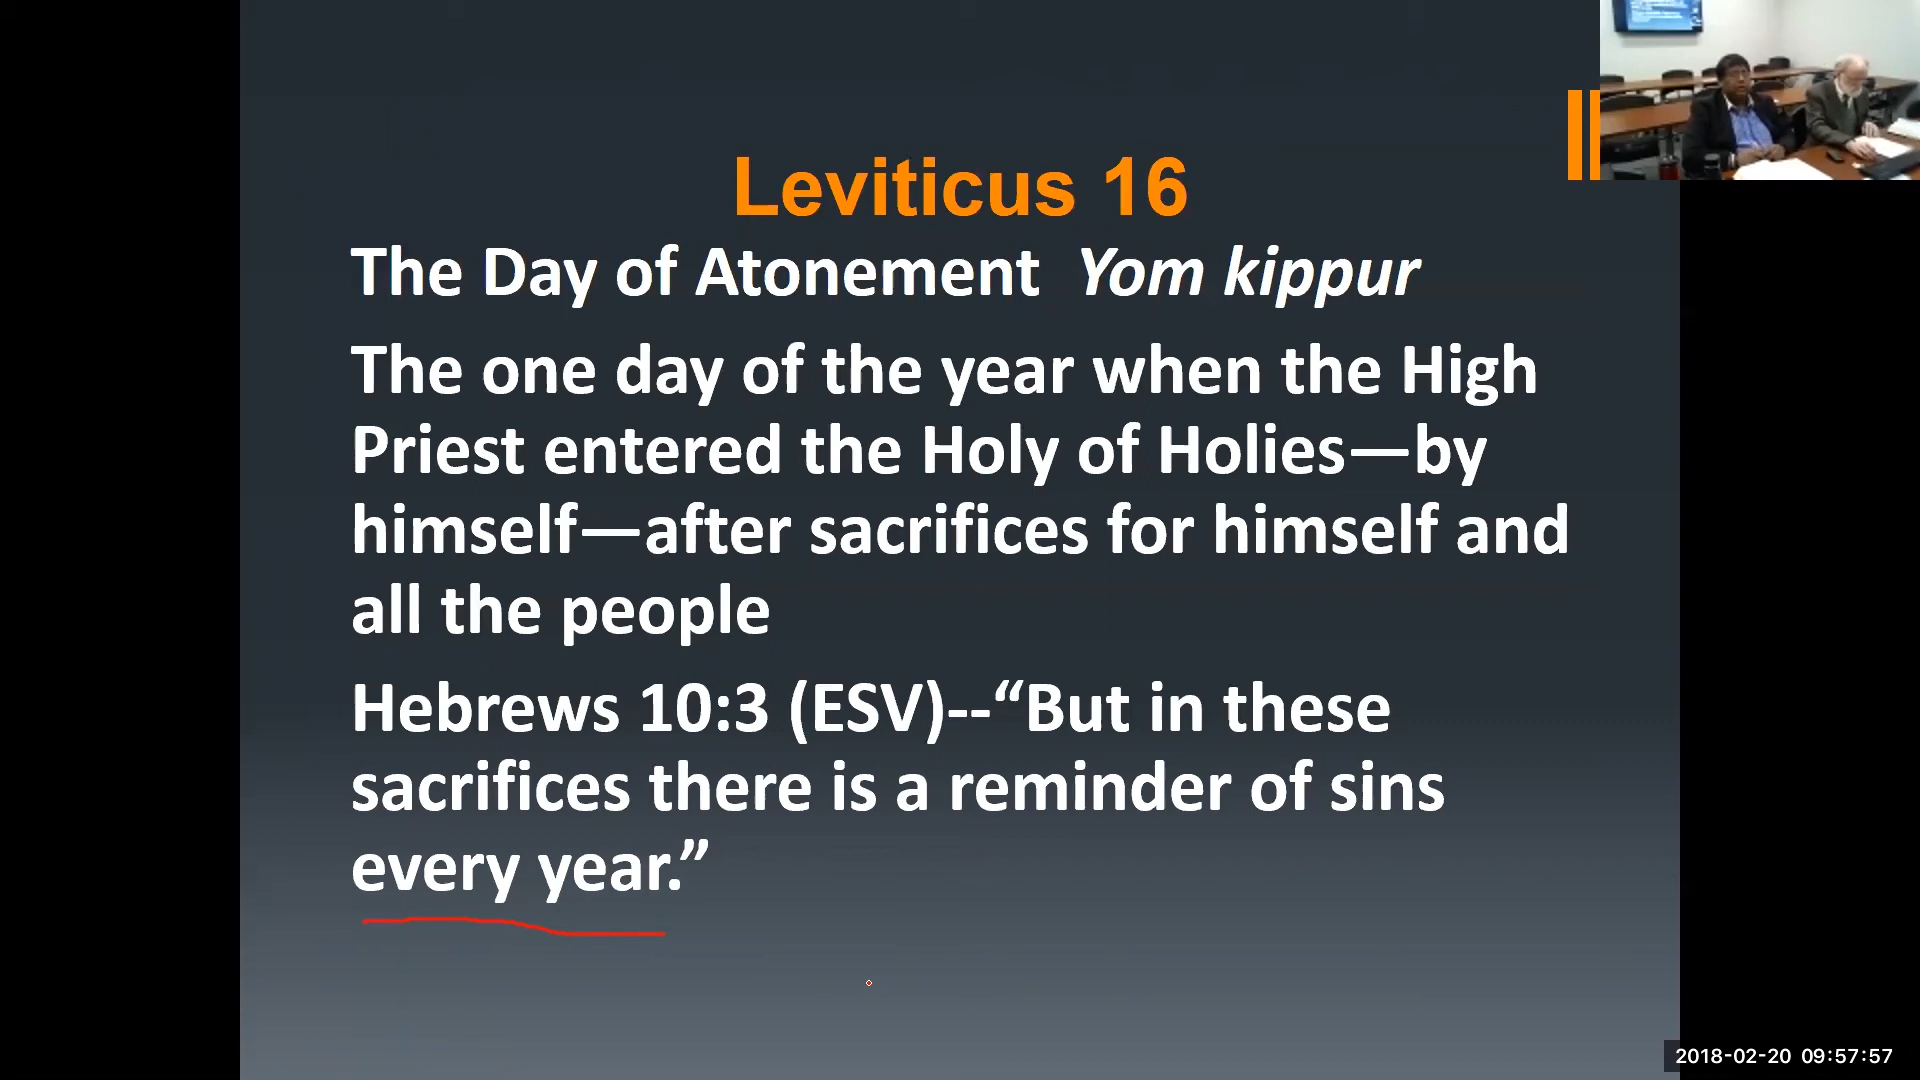 Leviticus 16
The Day of Atonement  Yom kippur
The one day of the year when the High
Priest entered the Holy of Holies—by
himself—after sacrifices for himself and
all the people
Hebrews 10:3 (ESV)--“But in these
sacrifices there is a reminder of sins
every year.”
2018-02-20 09:57:57